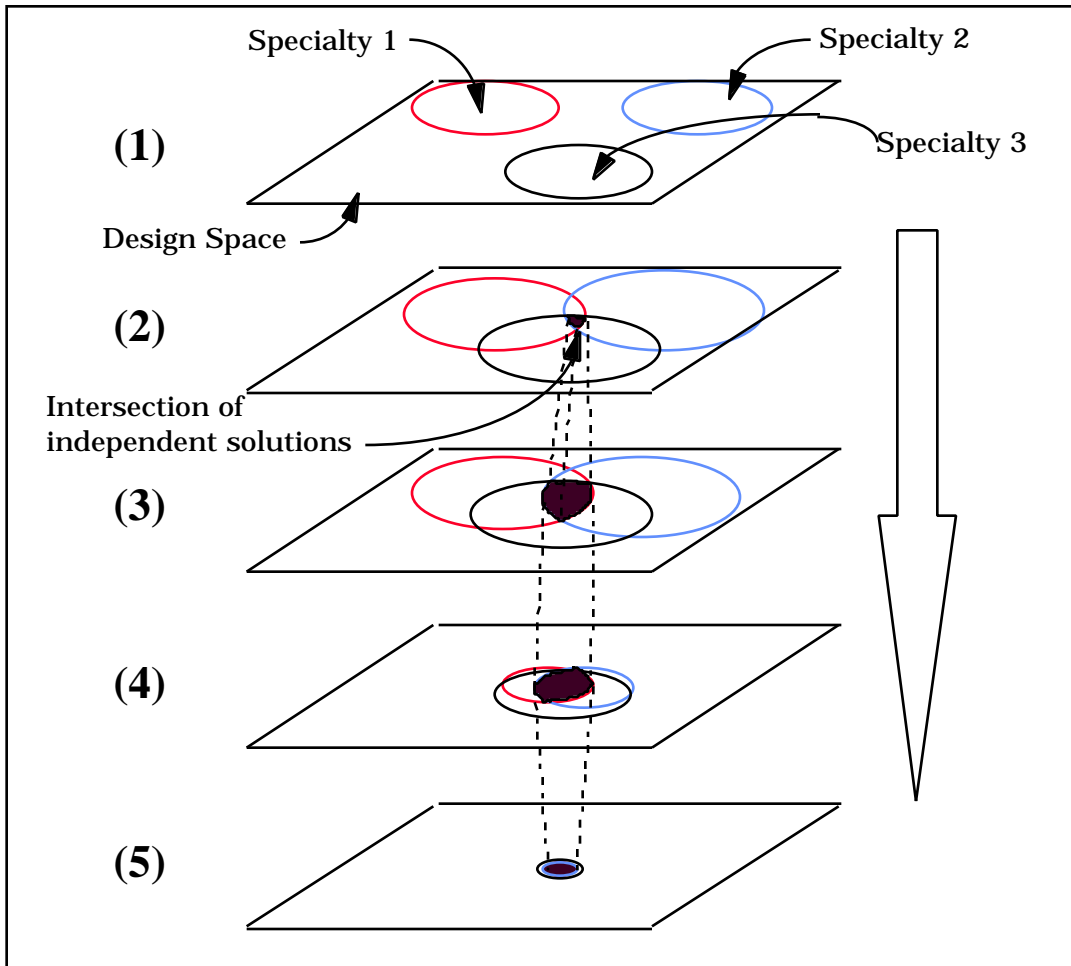 Specialty 1
Specialty 2
(1)
Specialty 3
Design Space
(2)
Intersection of
independent solutions
(3)
(4)
(5)